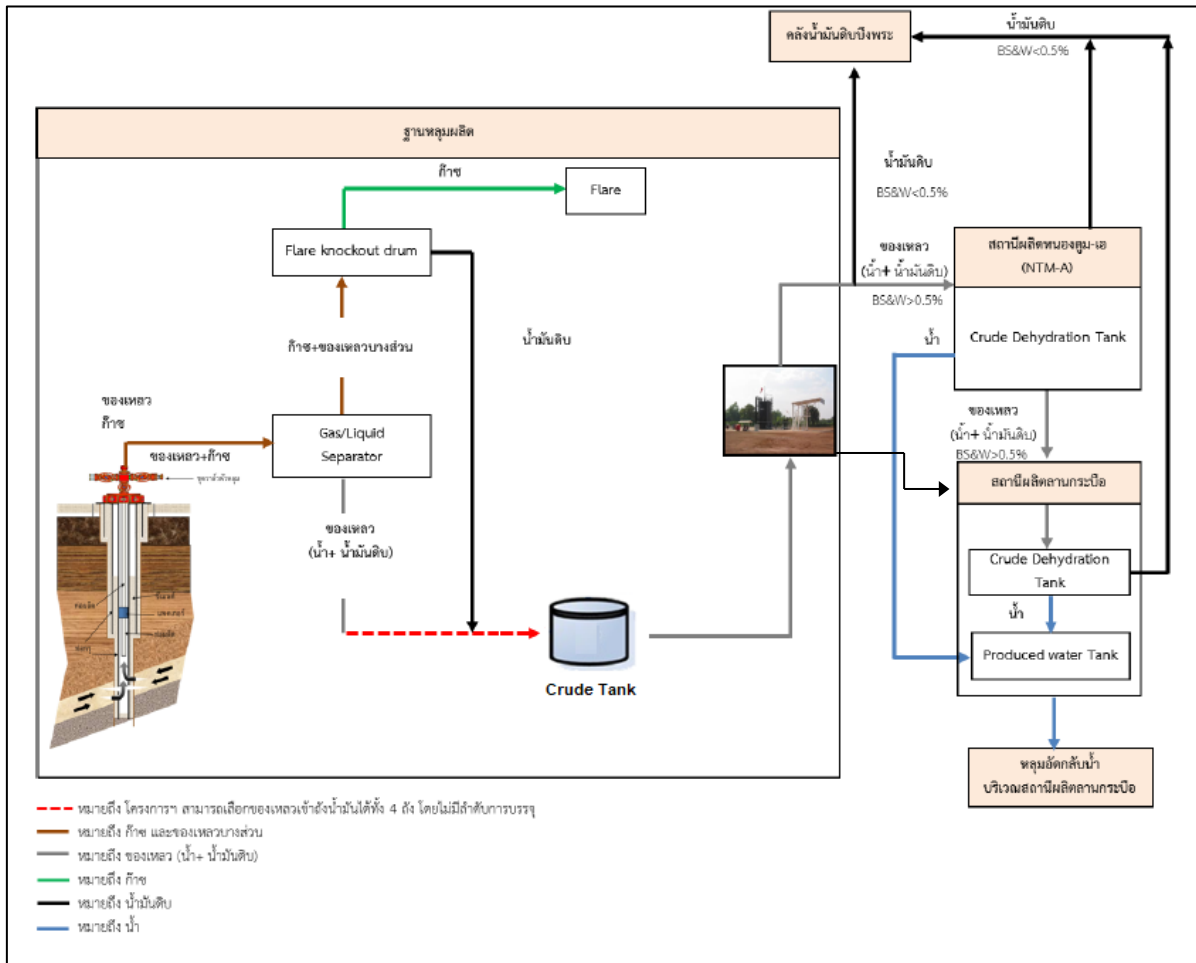 น้ำมันดิบ
BS&W<0.5%
คลังน้ำมันดิบบึงพระ
ฐานหลุมผลิต
ก๊าซ
Flare
Flare knockout drum
น้ำมันดิบ
BS&W<0.5%
ของเหลว
(น้ำ+ น้ำมันดิบ)
BS&W>0.5%
สถานีผลิตหนองตูม-เอ
(NTM-A)
Crude Dehydration Tank
น้ำ
ก๊าซ+ของเหลวบางส่วน
น้ำมันดิบ
ของเหลว
ก๊าซ
ของเหลว+ก๊าซ
Gas/Liquid
Separator
ชุดวาล์วปากหลุม
ของเหลว
(น้ำ+ น้ำมันดิบ)
BS&W>0.5%
สถานีผลิตลานกระบือ
ของเหลว
(น้ำ+ น้ำมันดิบ)
Crude Dehydration
Tank
น้ำ
Produced water Tank
Crude Tank
หลุมอัดกลับน้ำ
บริเวณสถานีผลิตลานกระบือ
หมายถึง โครงการฯ สามารถเลือกของเหลวเข้าถังน้ำมันได้ทั้ง 4 ถัง โดยไม่มีลำดับการบรรจุ
หมายถึง ก๊าซ และของเหลวบางส่วน
หมายถึง ของเหลว (น้ำ+ น้ำมันดิบ)
หมายถึง ก๊าซ
หมายถึง น้ำมันดิบ
หมายถึง น้ำ